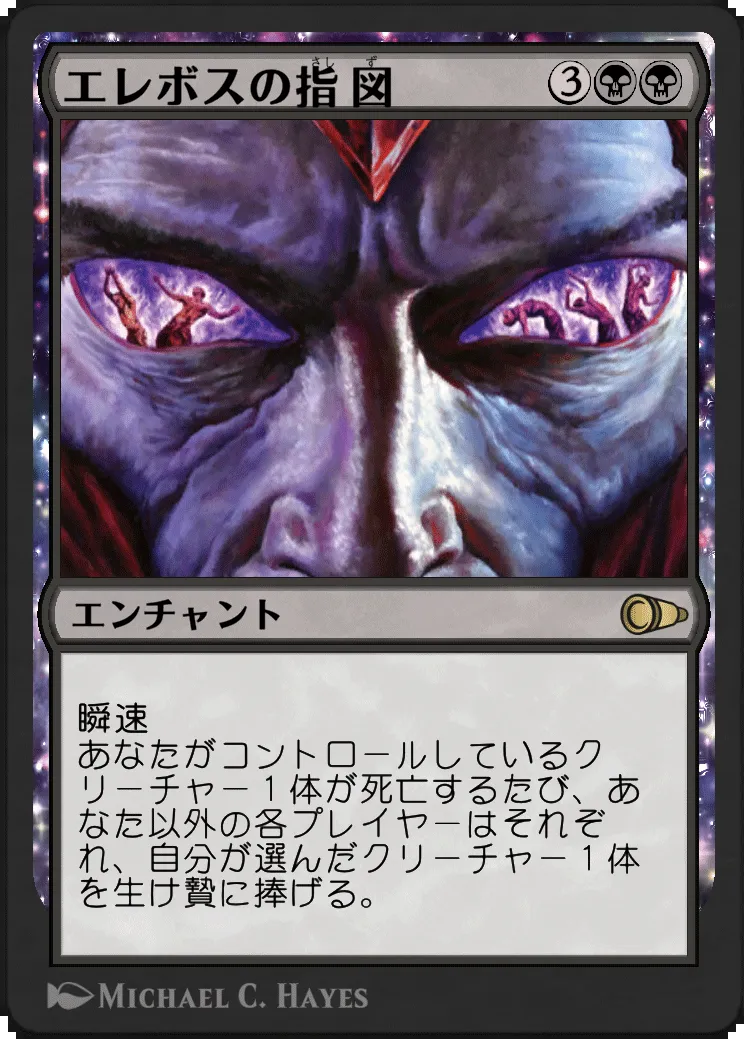 エレボスの指図
さしず
3
エンチャント
瞬速
あなたがコントロールしているク
リーチャー1体が死亡するたび、あ
なた以外の各プレイヤーはそれぞ
れ、自分が選んだクリーチャー1体
を生け贄に捧げる。
MICHAEL C. HAYES